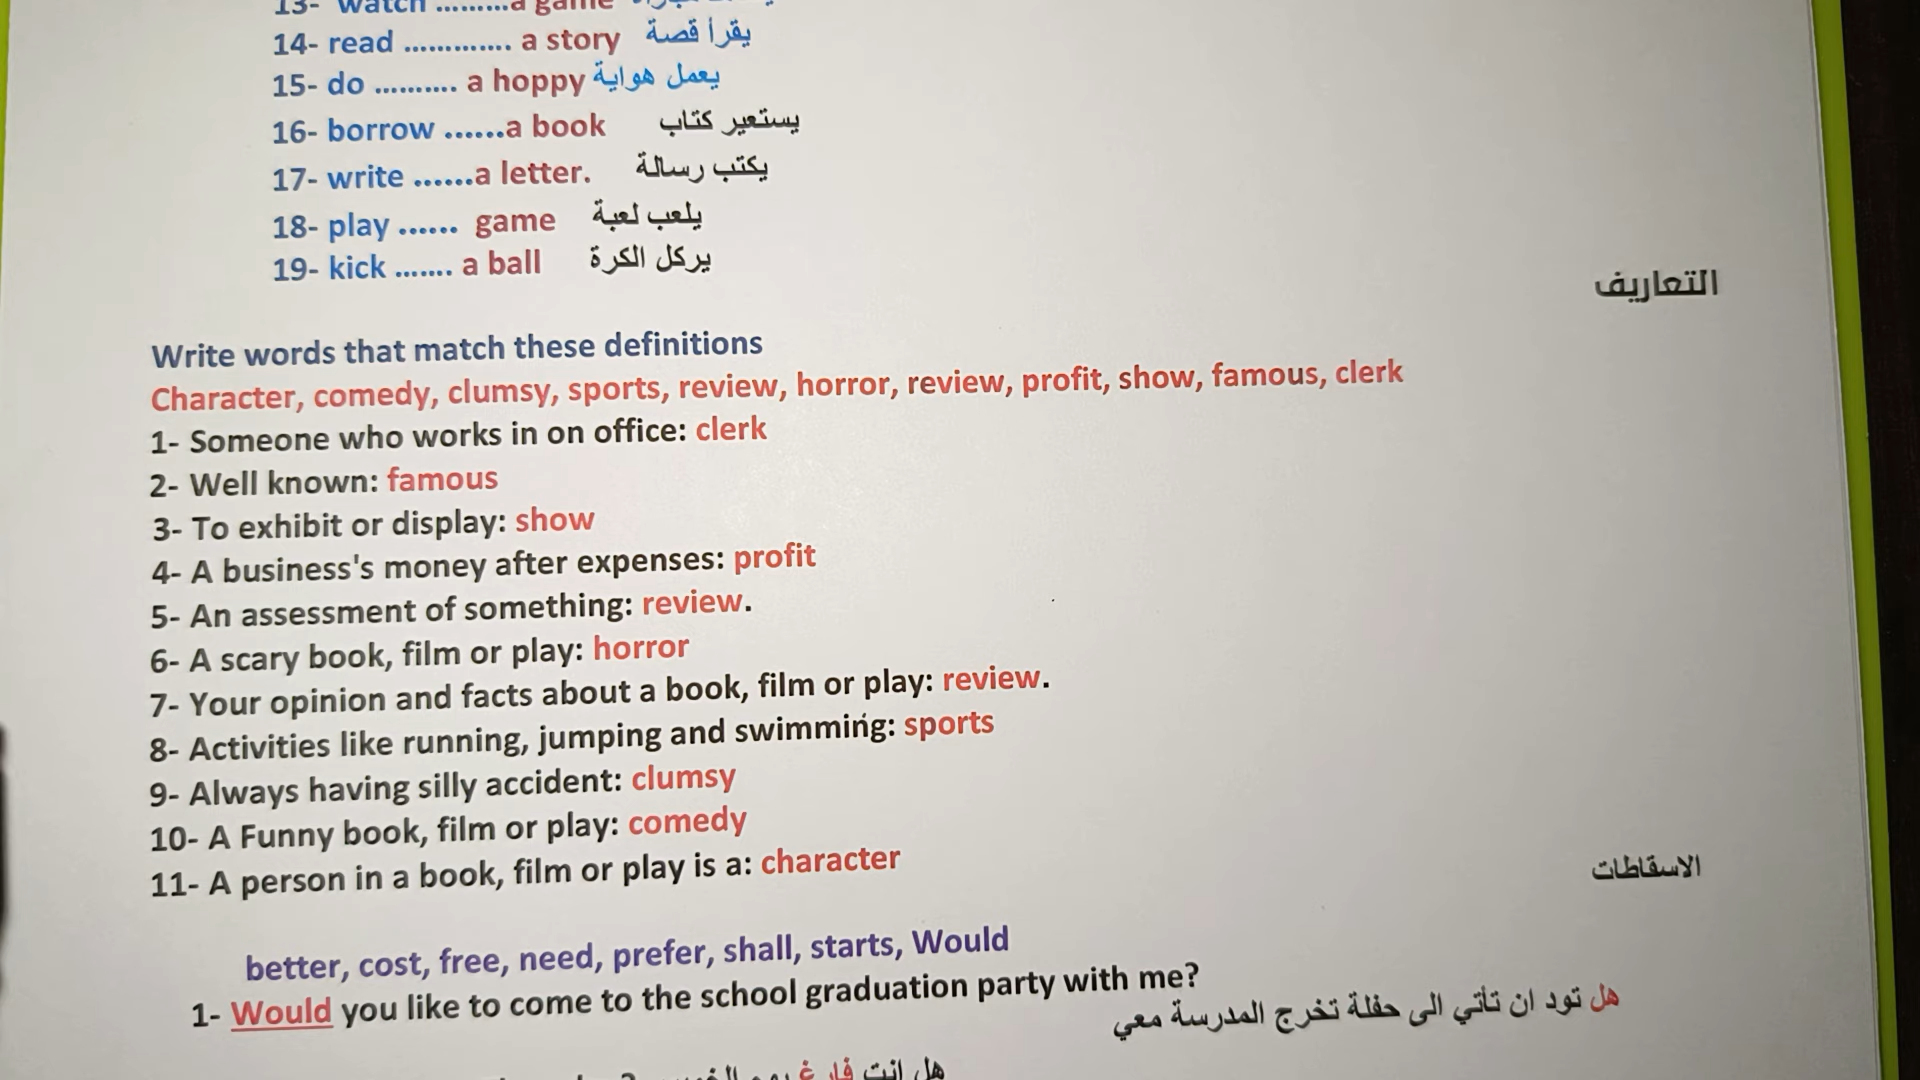 13- watch .........a game
14- read ............. a story يقرأ قصة
15- do .......... a hoppy يعمل هواية
16- borrow ......a book يستعير كتاب
17- write ......a letter. يكتب رسالة
18- play ...... game يلعب لعبة
19- kick ....... a ball يركل الكرة
التعاريف
Write words that match these definitions
Character, comedy, clumsy, sports, review, horror, review, profit, show, famous, clerk
1- Someone who works in on office: clerk
2- Well known: famous
3- To exhibit or display: show
4- A business's money after expenses: profit
5- An assessment of something: review.
6- A scary book, film or play: horror
7- Your opinion and facts about a book, film or play: review.
8- Activities like running, jumping and swimming: sports
9- Always having silly accident: clumsy
10- A Funny book, film or play: comedy
11- A person in a book, film or play is a: character
الاسقاطات
better, cost, free, need, prefer, shall, starts, Would
1- Would you like to come to the school graduation party with me?
هل تود ان تأتي الى حفلة تخرج المدرسة معي
هل انت فارغ